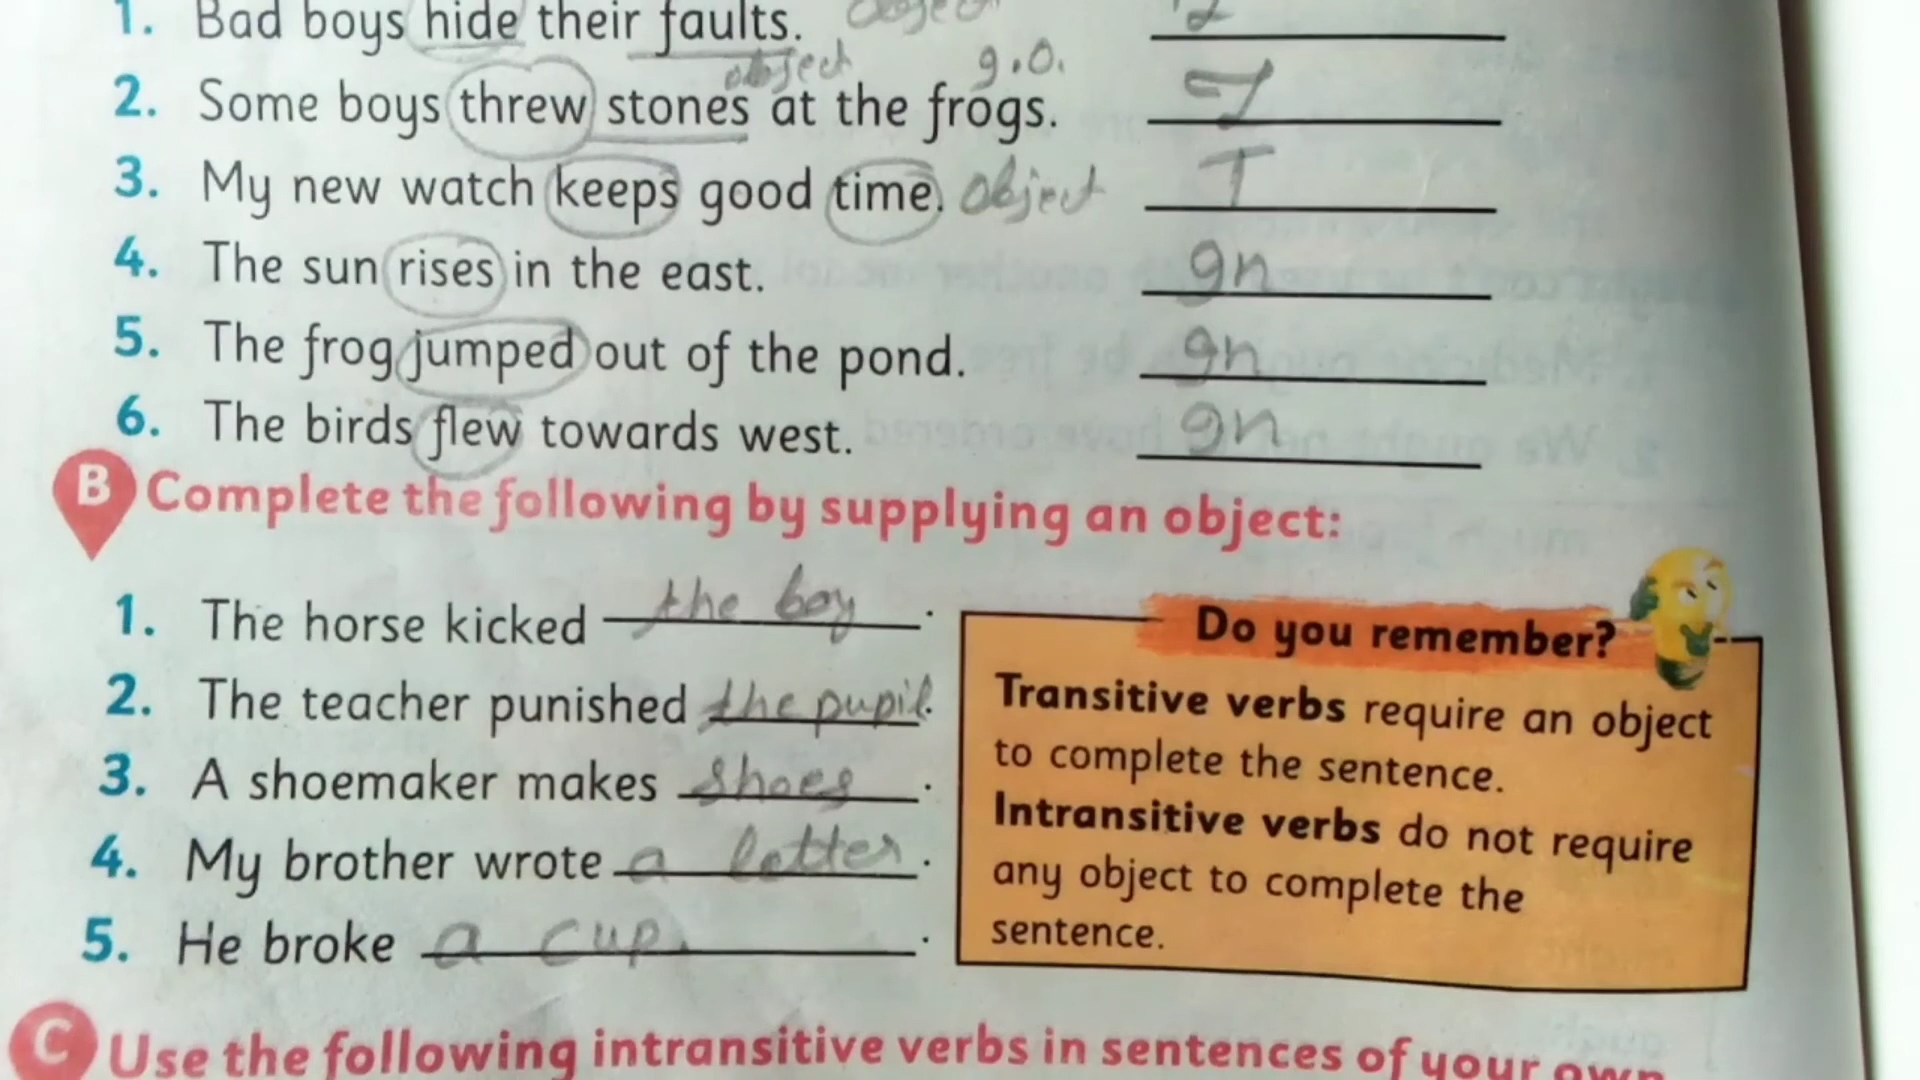 1. Bad boys hide their faults. object
object g.o.
2. Some boys threw stones at the frogs. T
3. My new watch keeps good time. object T
4. The sun rises in the east. gn
5. The frog jumped out of the pond. gn
6. The birds flew towards west. gn
B Complete the following by supplying an object:
1. The horse kicked the boy.
2. The teacher punished the pupil.
3. A shoemaker makes shoes.
4. My brother wrote a letter.
5. He broke a cup.
Do you remember?
Transitive verbs require an object
to complete the sentence.
Intransitive verbs do not require
any object to complete the
sentence.
C Use the following intransitive verbs in sentences of your own